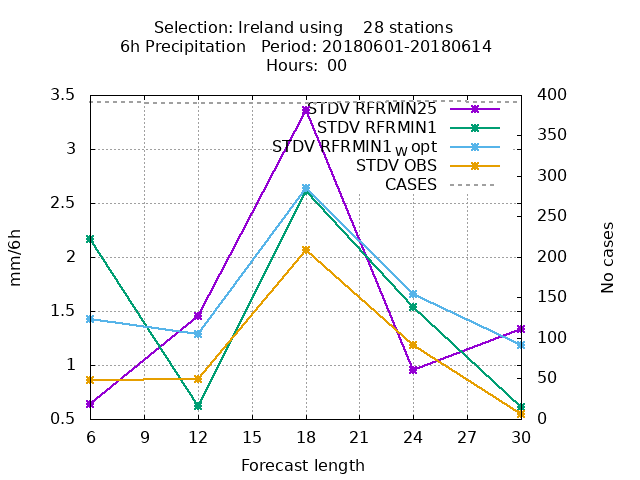 Selection: Ireland using 28 stations
6h Precipitation Period: 20180601-20180614
Hours: 00
3.5
3
2.5
2
1.5
1
0.5
400
350
300
250
200
150
100
50
0
STDV RFRMIN25
STDV RFRMIN1
STDV RFRMIN1_w opt
STDV OBS
CASES
mm/6h
No cases
6 9 12 15 18 21 24 27 30
Forecast length